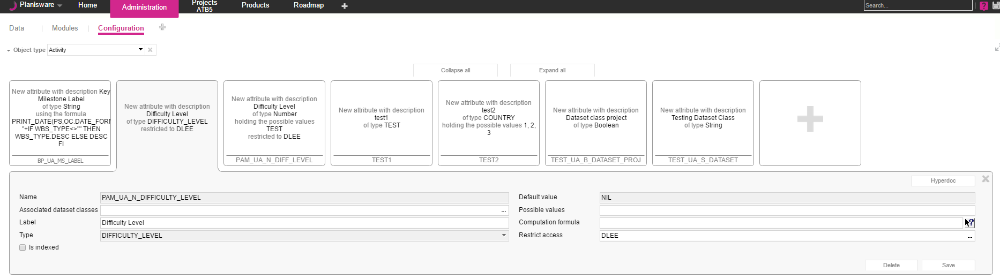 Planisware
Home
Administration
Projects
ATB5
Products
Roadmap
Search...
?
Data
Modules
Configuration
Object type
Activity
Collapse all
Expand all
New attribute with description Key
Milestone Label
of type String
using the formula
PRINT_DATE(PS,OC.DATE_FORM
"+IF WBS_TYPE<>"" THEN
WBS_TYPE.DESC ELSE DESC
FI
BP_UA_MS_LABEL
New attribute with description
Difficulty Level
of type DIFFICULTY_LEVEL
restricted to DLEE
New attribute with description
Difficulty Level
of type Number
holding the possible values
TEST
restricted to DLEE
PAM_UA_N_DIFF_LEVEL
New attribute with description
test1
of type TEST
TEST1
New attribute with description
test2
of type COUNTRY
holding the possible values 1, 2,
3
TEST2
New attribute with description
Dataset class project
of type Boolean
TEST_UA_B_DATASET_PROJ
New attribute with description
Testing Dataset Class
of type String
TEST_UA_S_DATASET
Hyperdoc
Name
PAM_UA_N_DIFFICULTY_LEVEL
Default value
NIL
Associated dataset classes
...
Possible values
Label
Difficulty Level
Computation formula
?
Type
DIFFICULTY_LEVEL
Restrict access
DLEE
...
Is indexed
Delete
Save